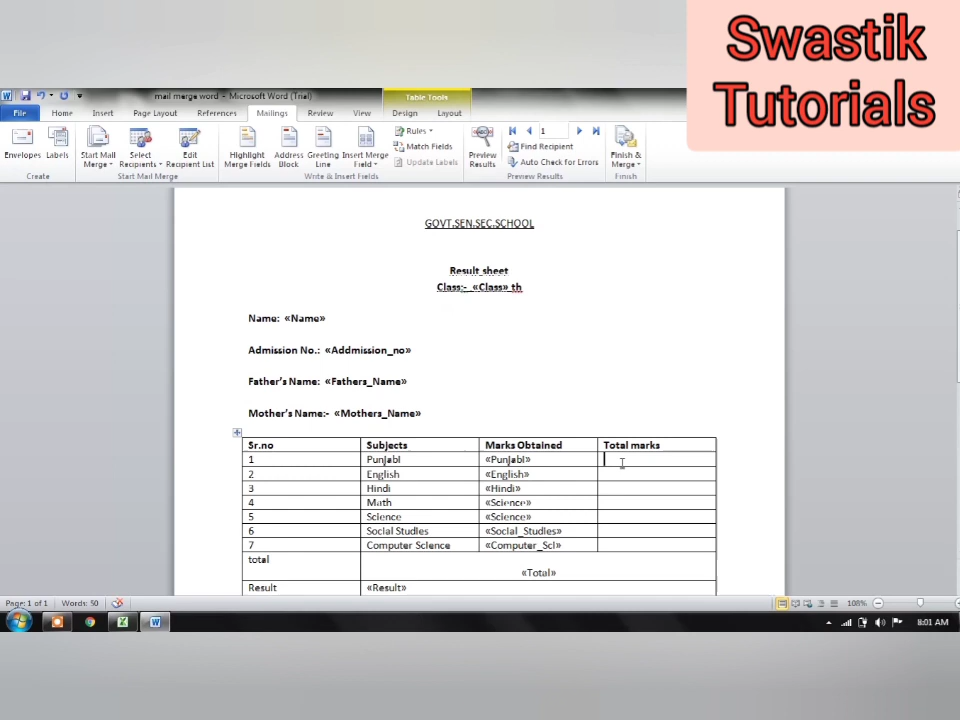 Swastik
Tutorials
mail merge word - Microsoft Word (Trial)
Table Tools
File Home Insert Page Layout References Mailings Review View Design Layout
Envelopes Labels
Create
Start Mail Merge Select Recipients Edit Recipient List
Start Mail Merge
Highlight Merge Fields Address Block Greeting Line Insert Merge Field
Rules
Match Fields
Update Labels
Write & Insert Fields
Preview Results
1
Find Recipient
Auto Check for Errors
Preview Results
Finish & Merge
Finish
GOVT.SEN.SEC.SCHOOL
Result sheet
Class:- «Class» th
Name: «Name»
Admission No.: «Addmission_no»
Father's Name: «Fathers_Name»
Mother's Name:- «Mothers_Name»
Sr.no Subjects Marks Obtained Total marks
1 Punjabi «Punjabi»
2 English «English»
3 Hindi «Hindi»
4 Math «Science»
5 Science «Science»
6 Social Studies «Social_Studies»
7 Computer Science «Computer_Sci»
total «Total»
Result «Result»
Page: 1 of 1 Words: 50 108%
8:01 AM